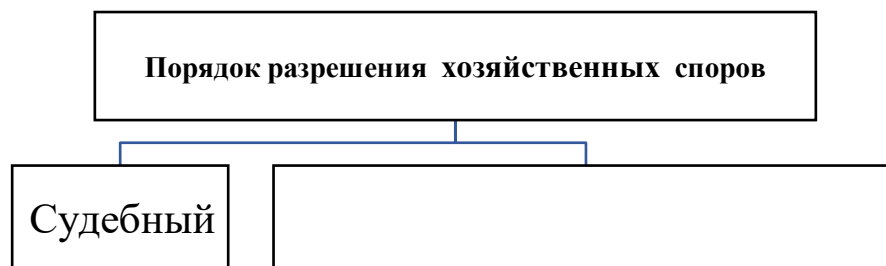 Порядок разрешения хозяйственных споров
Судебный